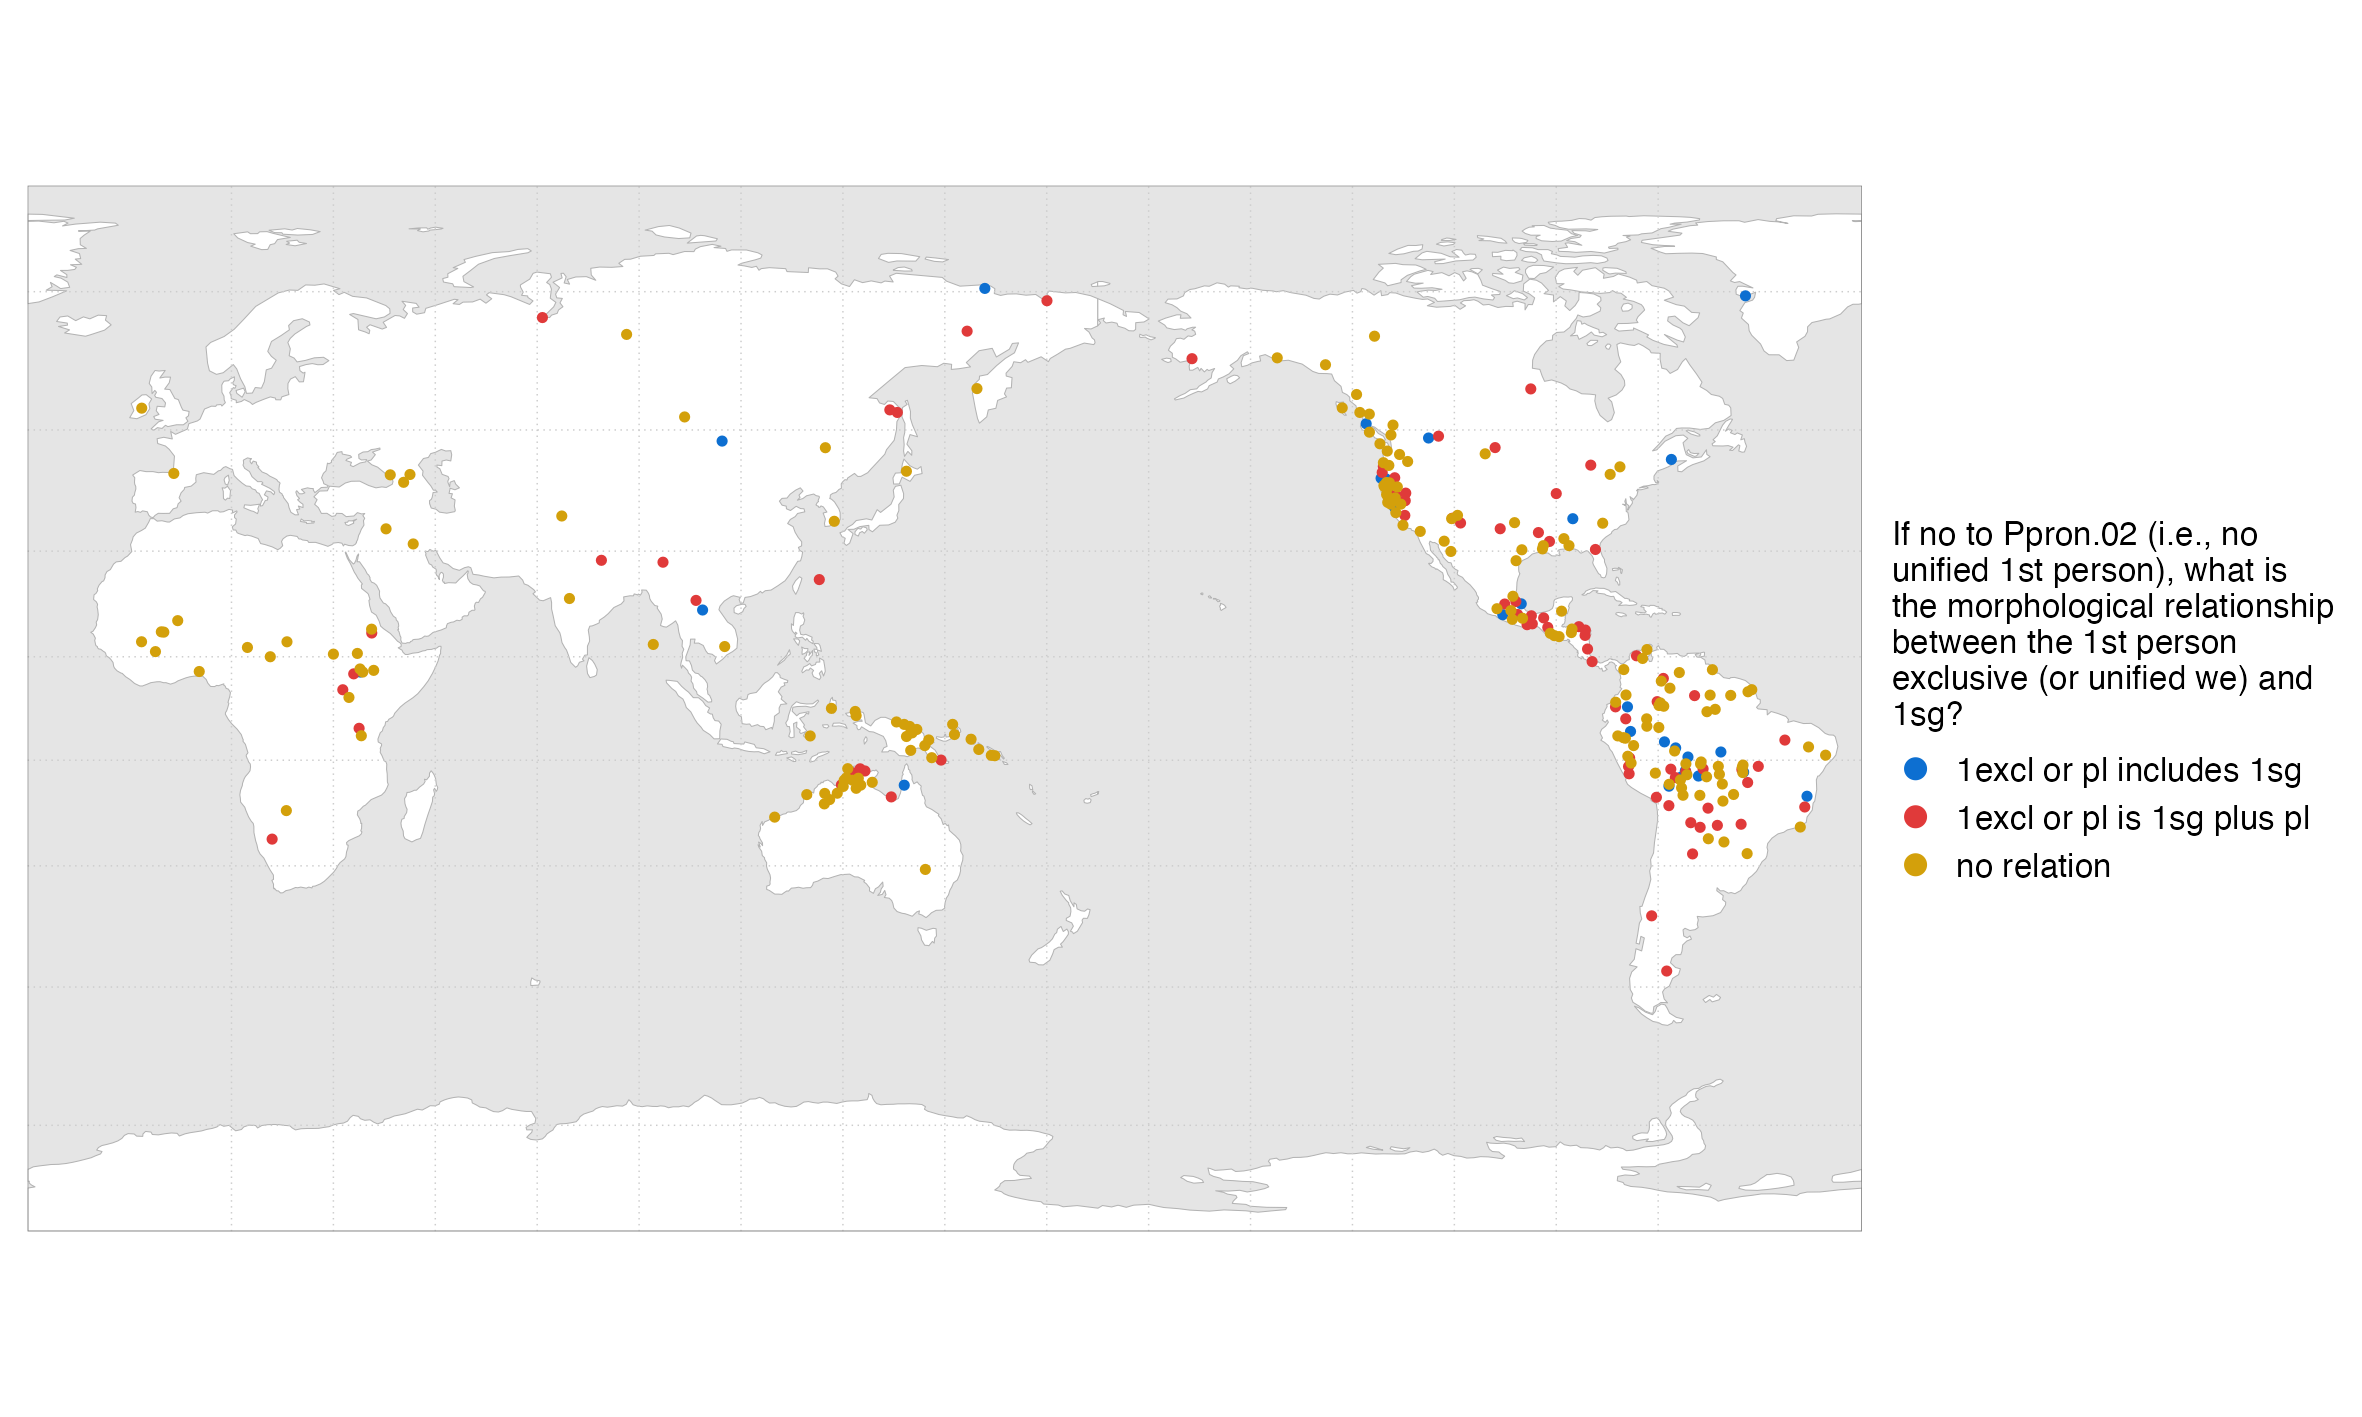 If no to Ppron.02 (i.e., no
unified 1st person), what is
the morphological relationship
between the 1st person
exclusive (or unified we) and
1sg?
1excl or pl includes 1sg
1excl or pl is 1sg plus pl
no relation